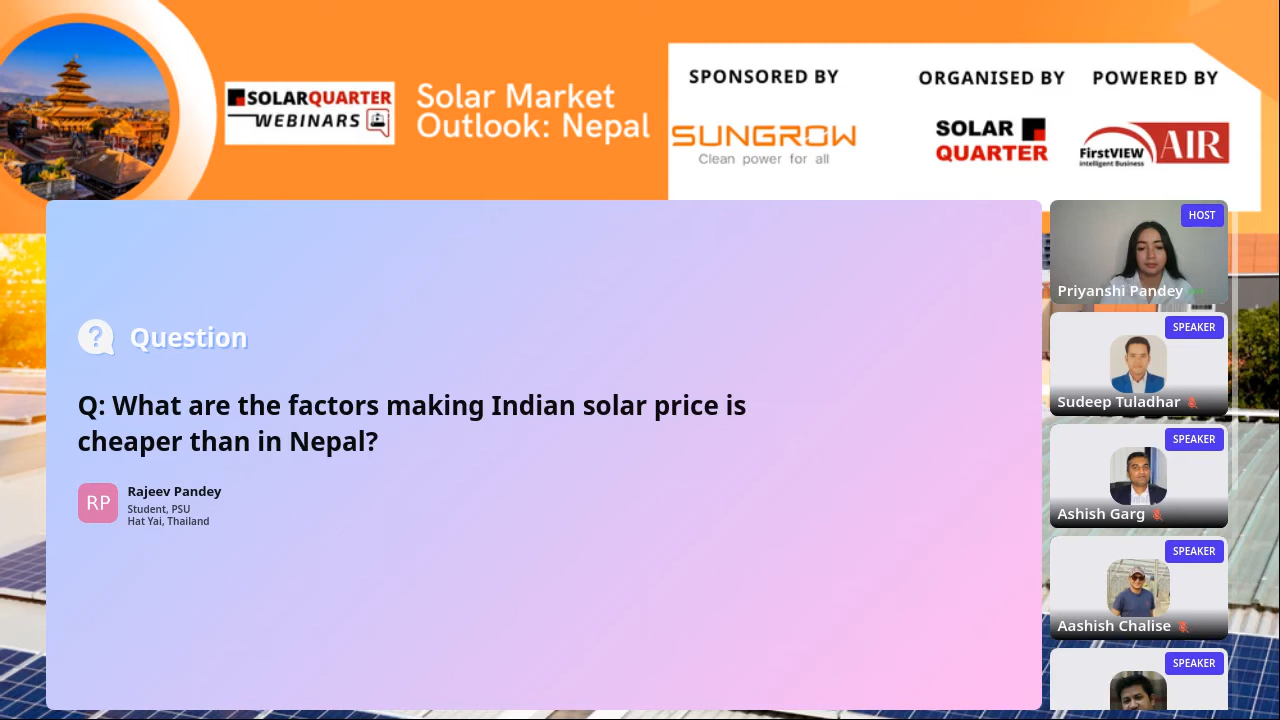 SOLARQUARTER
WEBINARS
Solar Market
Outlook: Nepal
SPONSORED BY
SUNGROW
Clean power for all
ORGANISED BY
SOLAR
QUARTER
POWERED BY
FirstVIEW
Intelligent Business
AIR
Question
Q: What are the factors making Indian solar price is
cheaper than in Nepal?
RP
Rajeev Pandey
Student, PSU
Hat Yai, Thailand
HOST
Priyanshi Pandey
SPEAKER
Sudeep Tuladhar
SPEAKER
Ashish Garg
SPEAKER
Aashish Chalise
SPEAKER